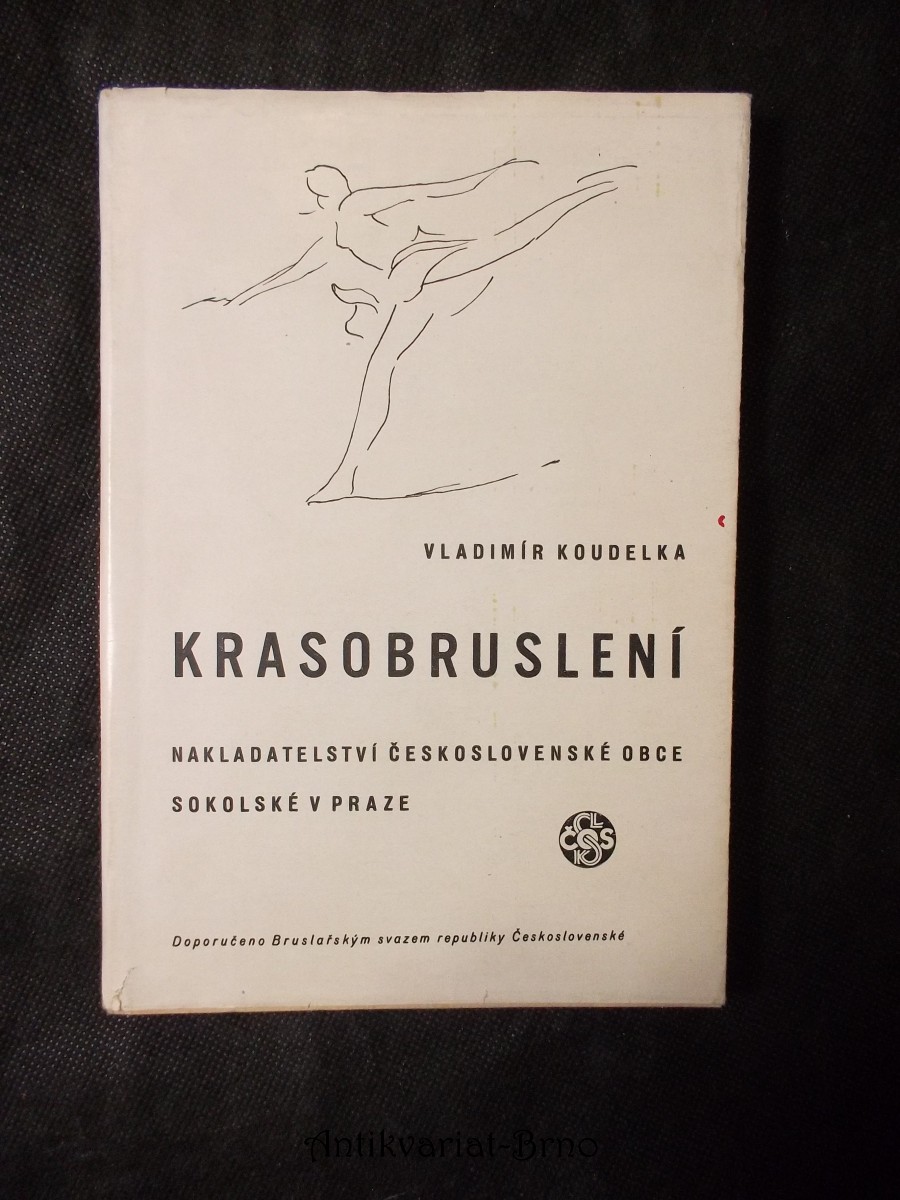 VLADIMÍR KOUDELKA
KRASOBRUSLENÍ
NAKLADATELSTVÍ ČESKOSLOVENSKÉ OBCE
SOKOLSKÉ V PRAZE
Doporučeno Bruslařským svazem republiky Československé
Antikvariat-Brno